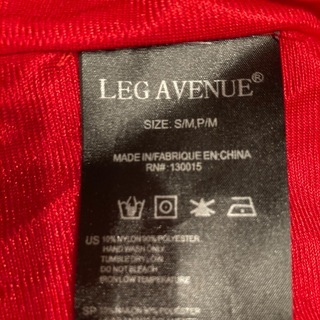 LEG AVENUE®
SIZE: S/M,P/M
MADE IN/FABRIQUE EN:CHINA
RN#: 130015
US 10% NYLON 90% POLYESTER
HAND WASH ONLY
TUMBLE DRY LOW
DO NOT BLEACH
IRON LOW TEMPERATURE
SP